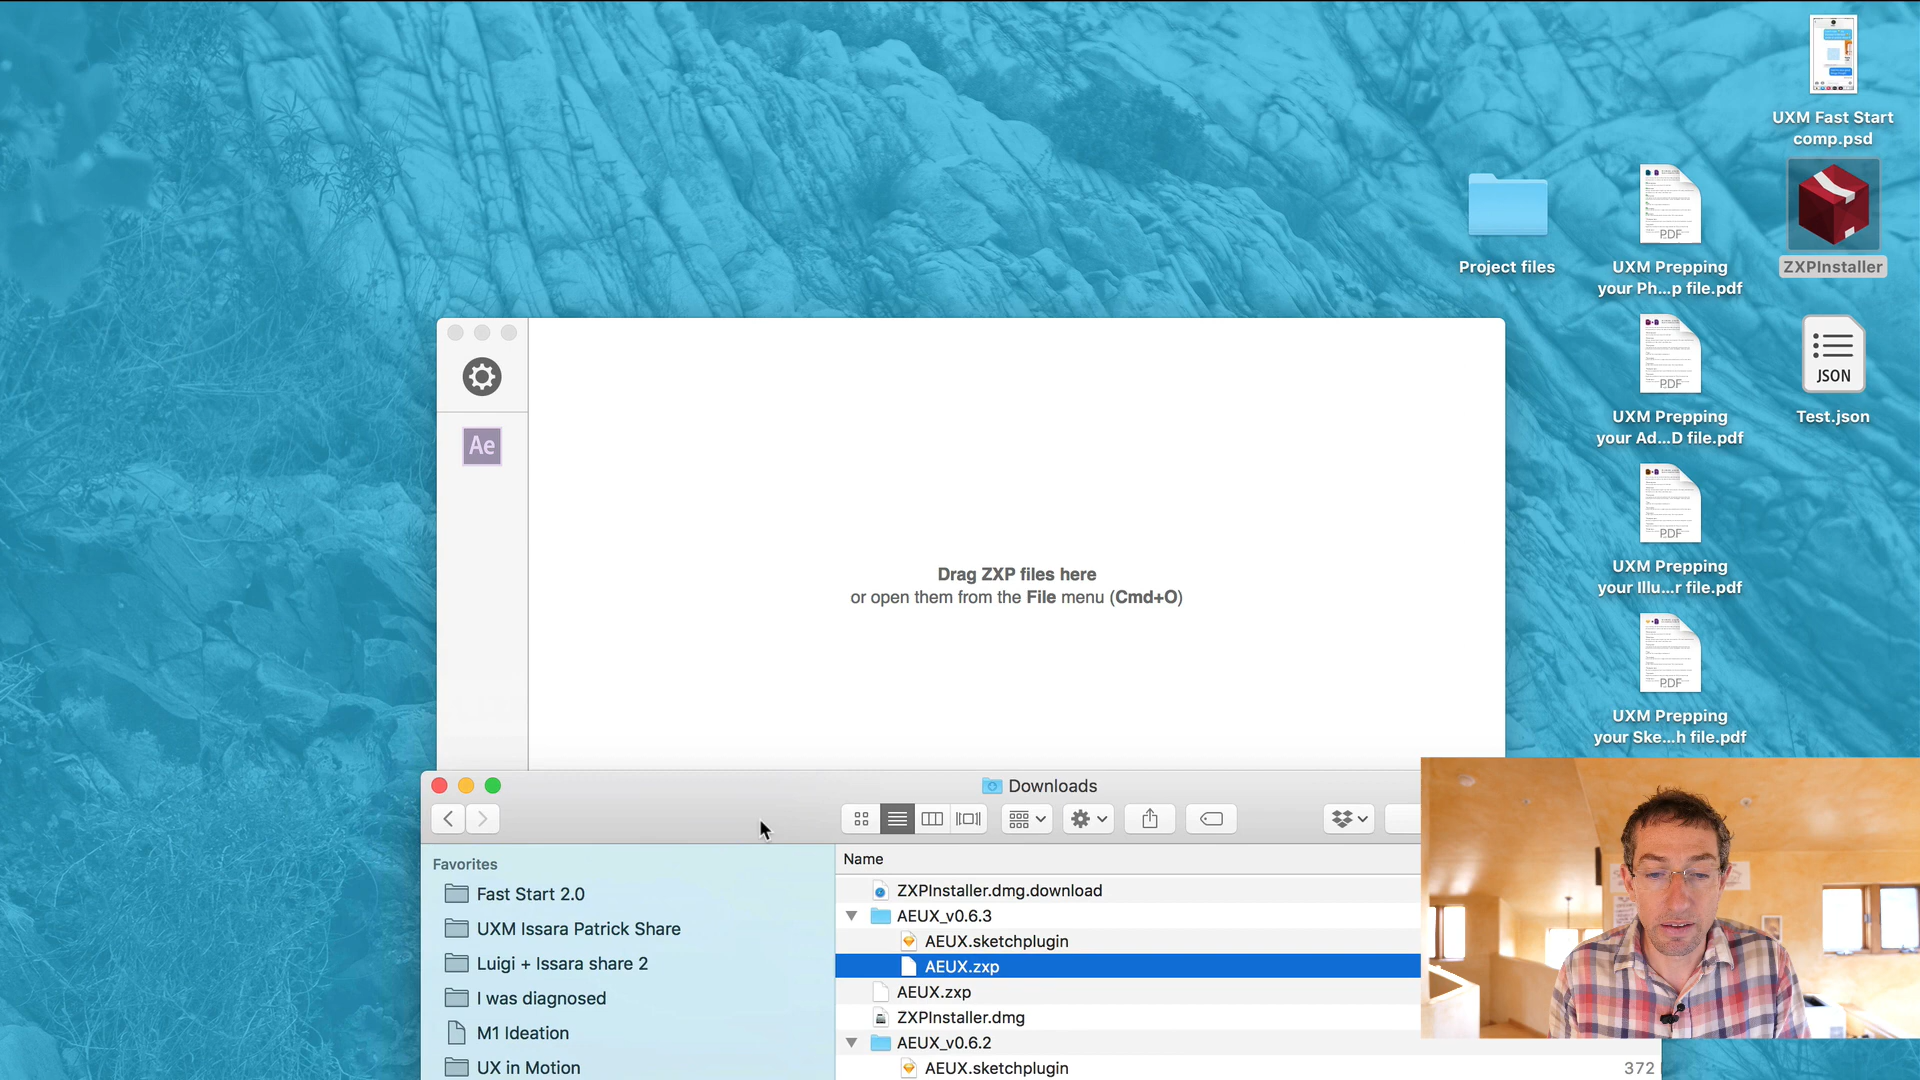 UXM Fast Start
comp.psd
Project files
PDF
UXM Prepping
your Ph...p file.pdf
ZXPInstaller
PDF
UXM Prepping
your Ad...D file.pdf
JSON
Test.json
PDF
UXM Prepping
your Illu...r file.pdf
PDF
UXM Prepping
your Ske...h file.pdf
Ae
Drag ZXP files here
or open them from the File menu (Cmd+O)
Downloads
Favorites
Fast Start 2.0
UXM Issara Patrick Share
Luigi + Issara share 2
I was diagnosed
M1 Ideation
UX in Motion
Name
ZXPInstaller.dmg.download
AEUX_v0.6.3
AEUX.sketchplugin
AEUX.zxp
AEUX.zxp
ZXPInstaller.dmg
AEUX_v0.6.2
AEUX.sketchplugin
372